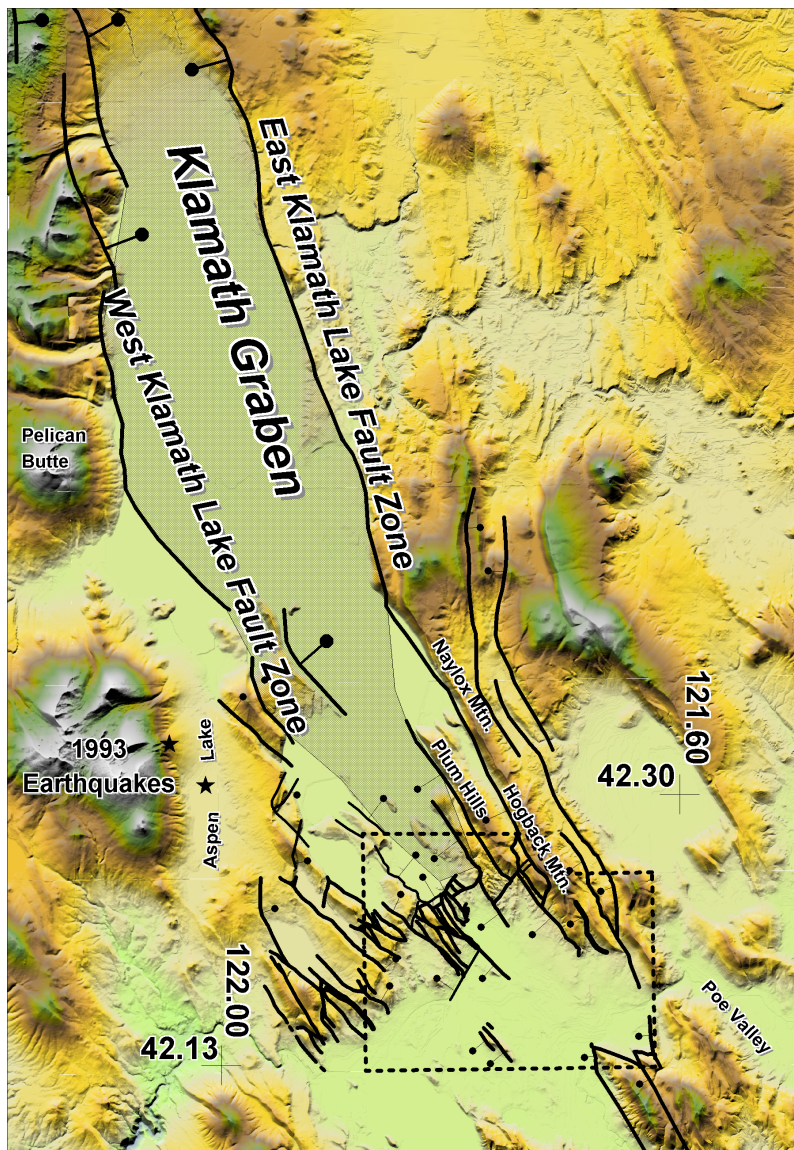 East Klamath Lake Fault Zone
Klamath Graben
West Klamath Lake Fault Zone
Pelican
Butte
Naylox Mtn.
121.60
Lake
1993
Earthquakes
Plum Hills
42.30
Hogback Mtn.
Aspen
122.00
Poe Valley
42.13